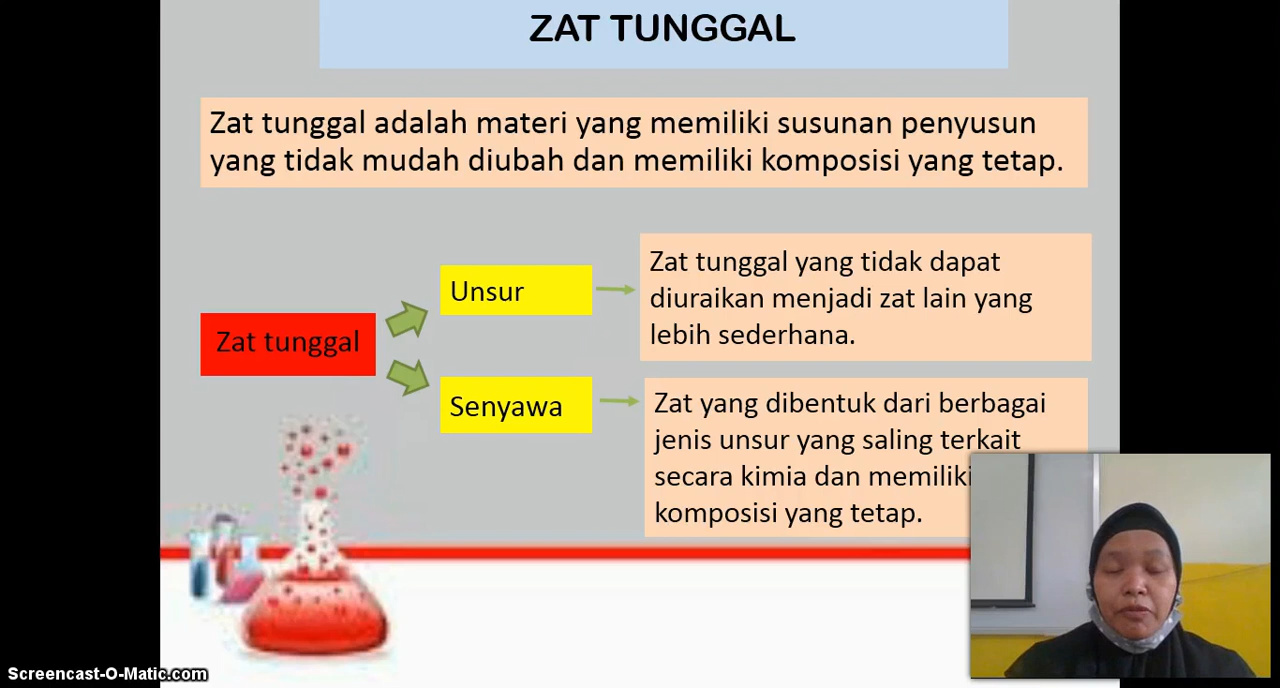 ZAT TUNGGAL
Zat tunggal adalah materi yang memiliki susunan penyusun
yang tidak mudah diubah dan memiliki komposisi yang tetap.
Zat tunggal
Unsur
Zat tunggal yang tidak dapat
diuraikan menjadi zat lain yang
lebih sederhana.
Senyawa
Zat yang dibentuk dari berbagai
jenis unsur yang saling terkait
secara kimia dan memiliki
komposisi yang tetap.
Screencast-O-Matic.com